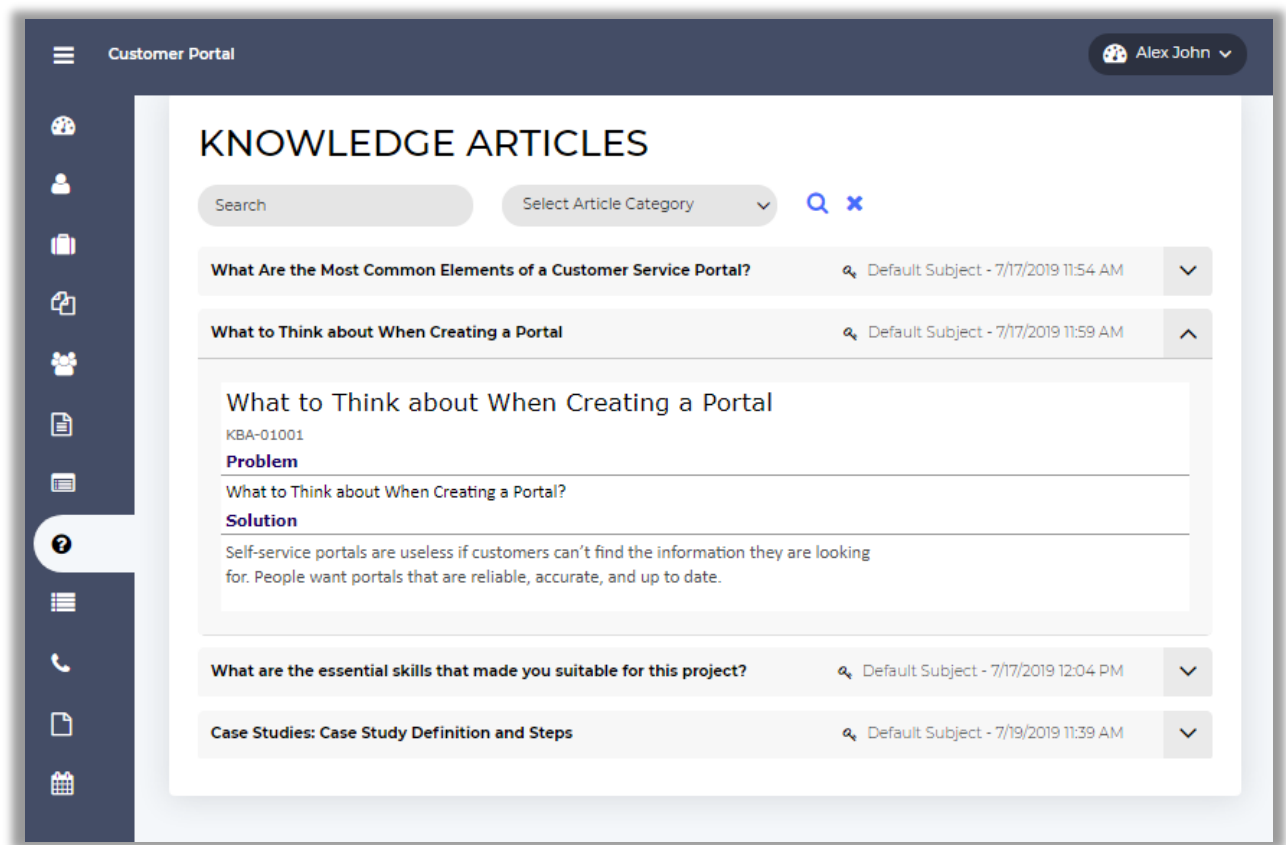 Customer Portal
Alex John
KNOWLEDGE ARTICLES
Search
Select Article Category
What Are the Most Common Elements of a Customer Service Portal?
Default Subject - 7/17/2019 11:54 AM
What to Think about When Creating a Portal
Default Subject - 7/17/2019 11:59 AM
What to Think about When Creating a Portal
KBA-01001
Problem
What to Think about When Creating a Portal?
Solution
Self-service portals are useless if customers can’t find the information they are looking
for. People want portals that are reliable, accurate, and up to date.
What are the essential skills that made you suitable for this project?
Default Subject - 7/17/2019 12:04 PM
Case Studies: Case Study Definition and Steps
Default Subject - 7/19/2019 11:39 AM